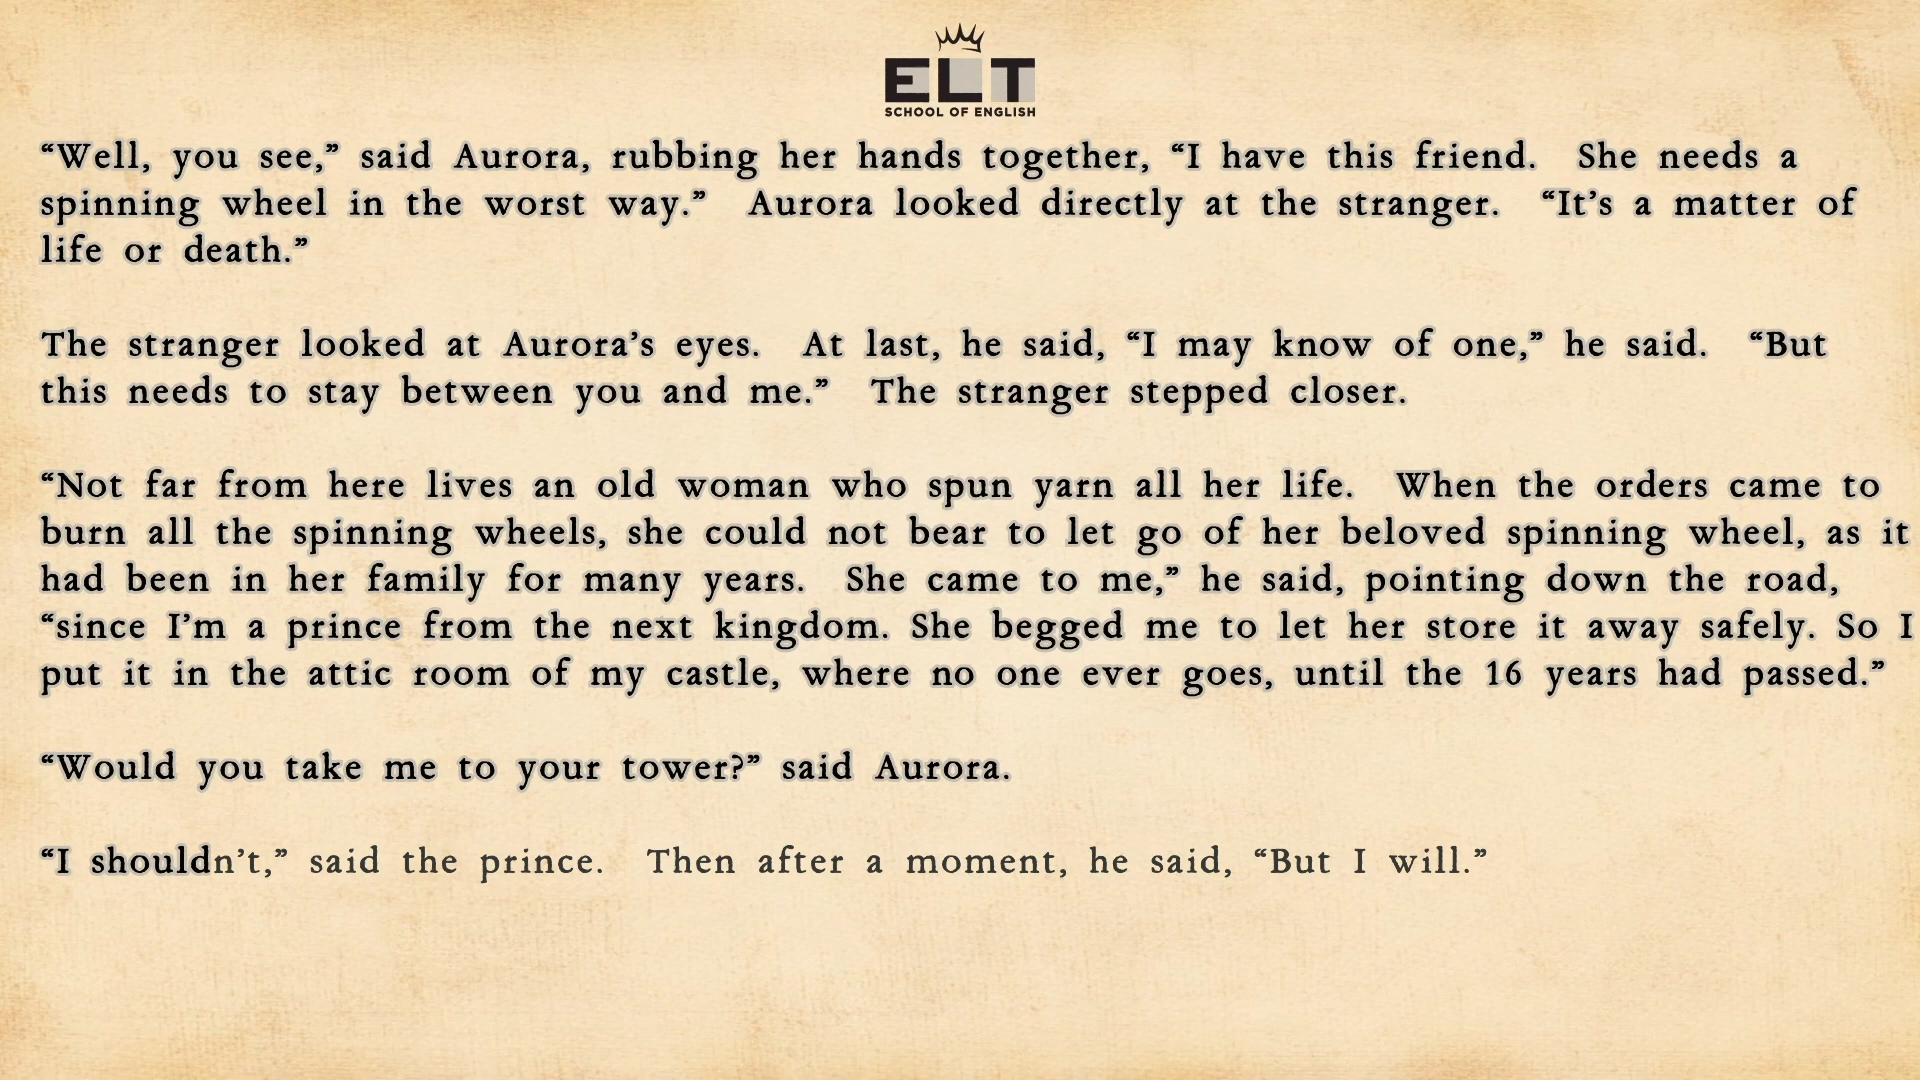 ELT
SCHOOL OF ENGLISH
“Well, you see,” said Aurora, rubbing her hands together, “I have this friend.  She needs a
spinning wheel in the worst way.”  Aurora looked directly at the stranger.  “It’s a matter of
life or death.”
The stranger looked at Aurora’s eyes.  At last, he said, “I may know of one,” he said.  “But
this needs to stay between you and me.”  The stranger stepped closer.
“Not far from here lives an old woman who spun yarn all her life.  When the orders came to
burn all the spinning wheels, she could not bear to let go of her beloved spinning wheel, as it
had been in her family for many years.  She came to me,” he said, pointing down the road,
“since I’m a prince from the next kingdom. She begged me to let her store it away safely. So I
put it in the attic room of my castle, where no one ever goes, until the 16 years had passed.”
“Would you take me to your tower?” said Aurora.
“I shouldn’t,” said the prince.  Then after a moment, he said, “But I will.”